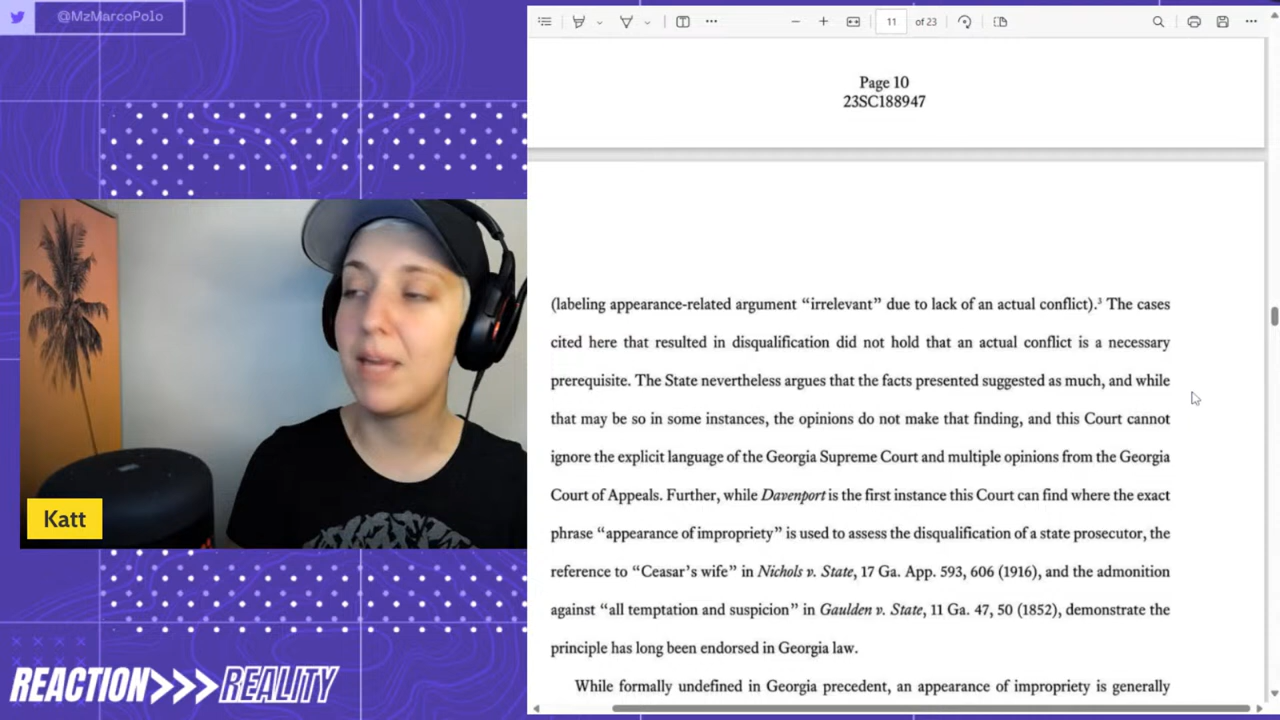 @MzMarcoPolo
11 of 23
Page 10
23SC188947
(labeling appearance-related argument “irrelevant” due to lack of an actual conflict).³ The cases
cited here that resulted in disqualification did not hold that an actual conflict is a necessary
prerequisite. The State nevertheless argues that the facts presented suggested as much, and while
that may be so in some instances, the opinions do not make that finding, and this Court cannot
ignore the explicit language of the Georgia Supreme Court and multiple opinions from the Georgia
Court of Appeals. Further, while Davenport is the first instance this Court can find where the exact
phrase “appearance of impropriety” is used to assess the disqualification of a state prosecutor, the
reference to “Ceasar’s wife” in Nichols v. State, 17 Ga. App. 593, 606 (1916), and the admonition
against “all temptation and suspicion” in Gaulden v. State, 11 Ga. 47, 50 (1852), demonstrate the
principle has long been endorsed in Georgia law.
While formally undefined in Georgia precedent, an appearance of impropriety is generally
Katt
REACTION>>>REALITY